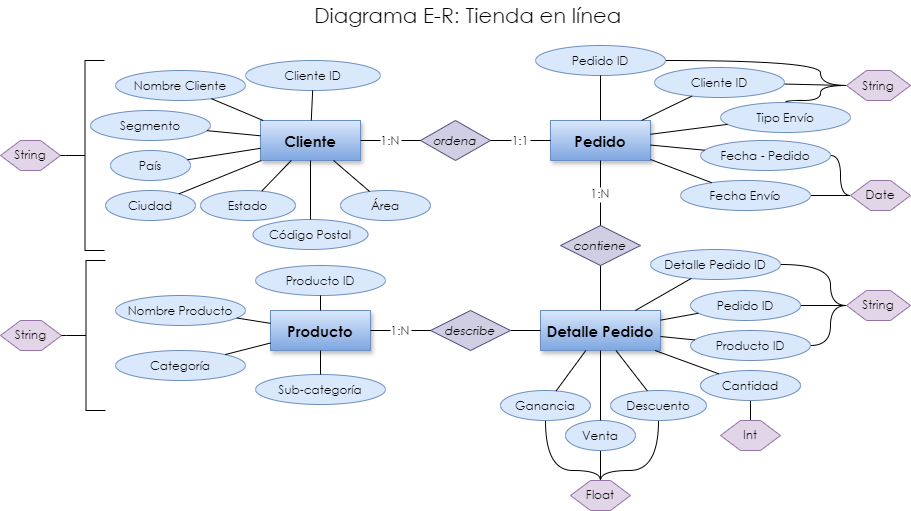 Diagrama E-R: Tienda en línea
Nombre Cliente
Cliente ID
Segmento
País
Ciudad
Estado
Código Postal
Área
String
Cliente
1:N
ordena
1:1
Pedido
Pedido ID
Cliente ID
Tipo Envío
String
Fecha - Pedido
Fecha Envío
Date
1:N
contiene
Producto ID
Nombre Producto
Categoría
Sub-categoría
String
Producto
1:N
describe
Detalle Pedido
Detalle Pedido ID
Pedido ID
Producto ID
String
Cantidad
Int
Ganancia
Venta
Descuento
Float